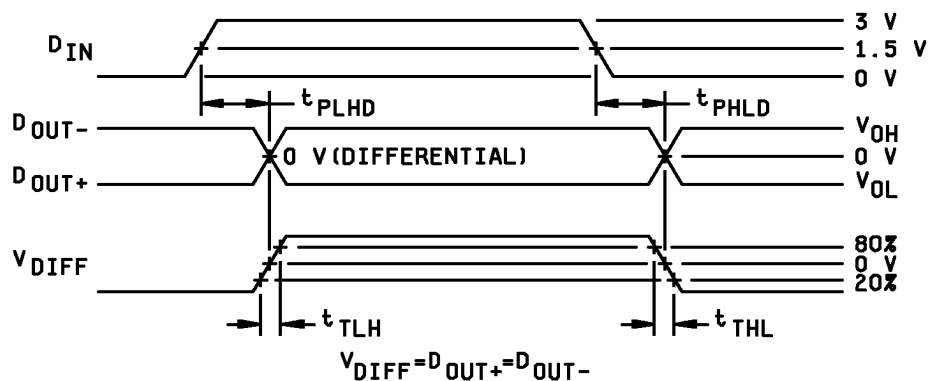 3 V
D IN
1.5 V
0 V
t PLHD
t PHLD
D OUT-
V OH
0 V (DIFFERENTIAL)
0 V
D OUT+
V OL
80%
V DIFF
0 V
20%
t TLH
t THL
V DIFF=D OUT+=D OUT-